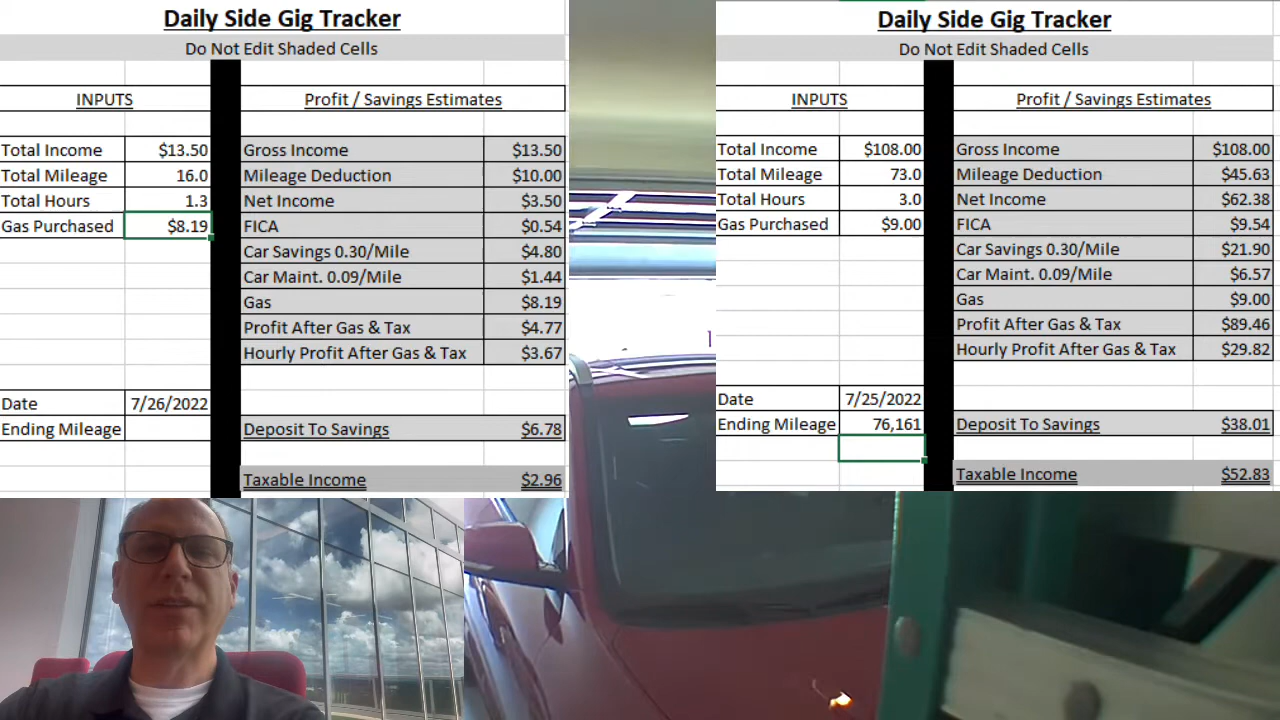 Daily Side Gig Tracker
Do Not Edit Shaded Cells
INPUTS Profit / Savings Estimates
Total Income $13.50 Gross Income $13.50
Total Mileage 16.0 Mileage Deduction $10.00
Total Hours 1.3 Net Income $3.50
Gas Purchased $8.19 FICA $0.54
Car Savings 0.30/Mile $4.80
Car Maint. 0.09/Mile $1.44
Gas $8.19
Profit After Gas & Tax $4.77
Hourly Profit After Gas & Tax $3.67
Date 7/26/2022
Ending Mileage Deposit To Savings $6.78
Taxable Income $2.96
Daily Side Gig Tracker
Do Not Edit Shaded Cells
INPUTS Profit / Savings Estimates
Total Income $108.00 Gross Income $108.00
Total Mileage 73.0 Mileage Deduction $45.63
Total Hours 3.0 Net Income $62.38
Gas Purchased $9.00 FICA $9.54
Car Savings 0.30/Mile $21.90
Car Maint. 0.09/Mile $6.57
Gas $9.00
Profit After Gas & Tax $89.46
Hourly Profit After Gas & Tax $29.82
Date 7/25/2022
Ending Mileage 76,161 Deposit To Savings $38.01
Taxable Income $52.83